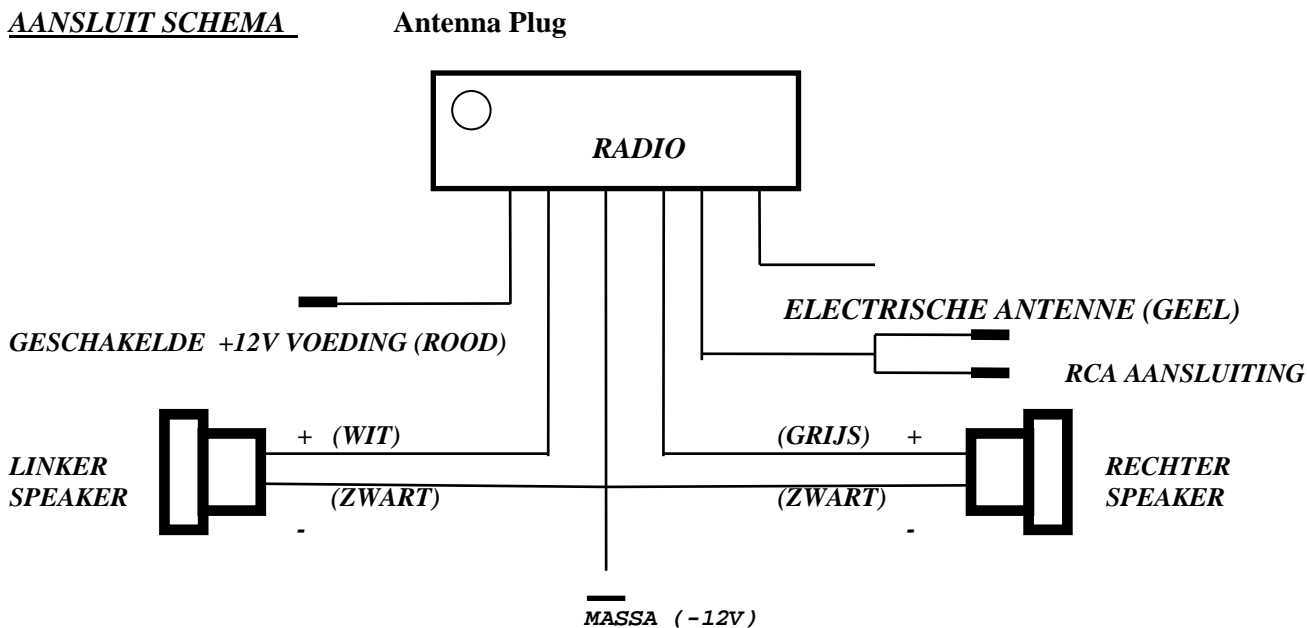 AANSLUIT SCHEMA Antenna Plug
RADIO
ELECTRISCHE ANTENNE (GEEL)
GESCHAKELDE +12V VOEDING (ROOD)
RCA AANSLUITING
+ (WIT)
(GRIJS) +
LINKER
SPEAKER
RECHTER
SPEAKER
(ZWART)
(ZWART)
-
-
MASSA (-12V)